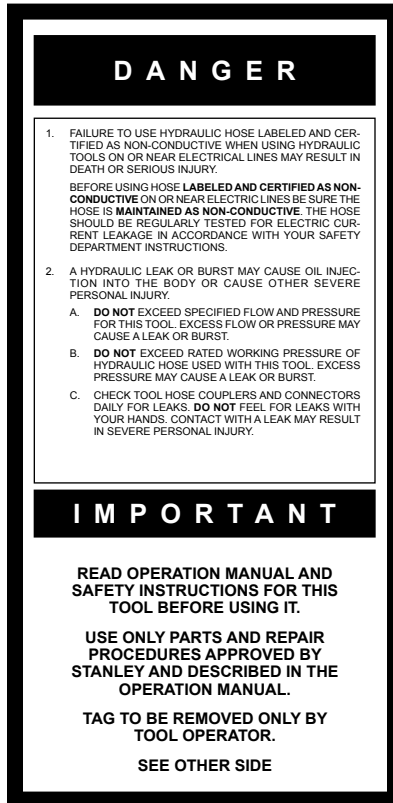 DANGER
1. FAILURE TO USE HYDRAULIC HOSE LABELED AND CER-
TIFIED AS NON-CONDUCTIVE WHEN USING HYDRAULIC
TOOLS ON OR NEAR ELECTRICAL LINES MAY RESULT IN
DEATH OR SERIOUS INJURY.
BEFORE USING HOSE LABELED AND CERTIFIED AS NON-
CONDUCTIVE ON OR NEAR ELECTRIC LINES BE SURE THE
HOSE IS MAINTAINED AS NON-CONDUCTIVE. THE HOSE
SHOULD BE REGULARLY TESTED FOR ELECTRIC CUR-
RENT LEAKAGE IN ACCORDANCE WITH YOUR SAFETY
DEPARTMENT INSTRUCTIONS.
2. A HYDRAULIC LEAK OR BURST MAY CAUSE OIL INJEC-
TION INTO THE BODY OR CAUSE OTHER SEVERE
PERSONAL INJURY.
A. DO NOT EXCEED SPECIFIED FLOW AND PRESSURE
FOR THIS TOOL. EXCESS FLOW OR PRESSURE MAY
CAUSE A LEAK OR BURST.
B. DO NOT EXCEED RATED WORKING PRESSURE OF
HYDRAULIC HOSE USED WITH THIS TOOL. EXCESS
PRESSURE MAY CAUSE A LEAK OR BURST.
C. CHECK TOOL HOSE COUPLERS AND CONNECTORS
DAILY FOR LEAKS. DO NOT FEEL FOR LEAKS WITH
YOUR HANDS. CONTACT WITH A LEAK MAY RESULT
IN SEVERE PERSONAL INJURY.
IMPORTANT
READ OPERATION MANUAL AND
SAFETY INSTRUCTIONS FOR THIS
TOOL BEFORE USING IT.
USE ONLY PARTS AND REPAIR
PROCEDURES APPROVED BY
STANLEY AND DESCRIBED IN THE
OPERATION MANUAL.
TAG TO BE REMOVED ONLY BY
TOOL OPERATOR.
SEE OTHER SIDE